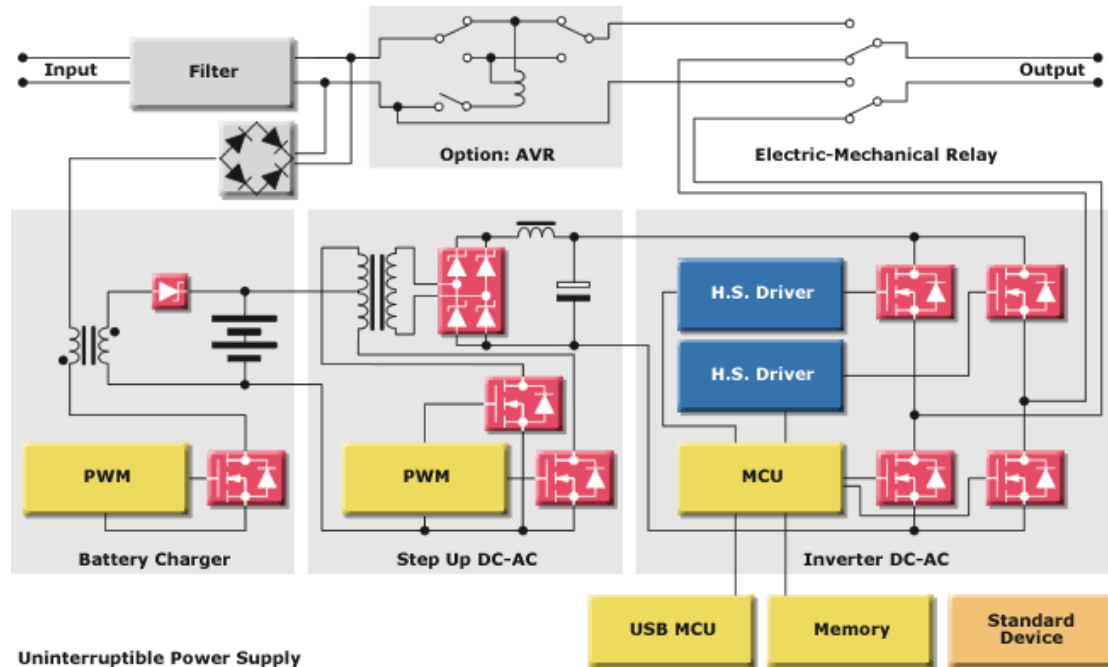 Input
Filter
Output
Option: AVR
Electric-Mechanical Relay
H.S. Driver
H.S. Driver
PWM
PWM
MCU
Battery Charger
Step Up DC-AC
Inverter DC-AC
USB MCU
Memory
Standard
Device
Uninterruptible Power Supply